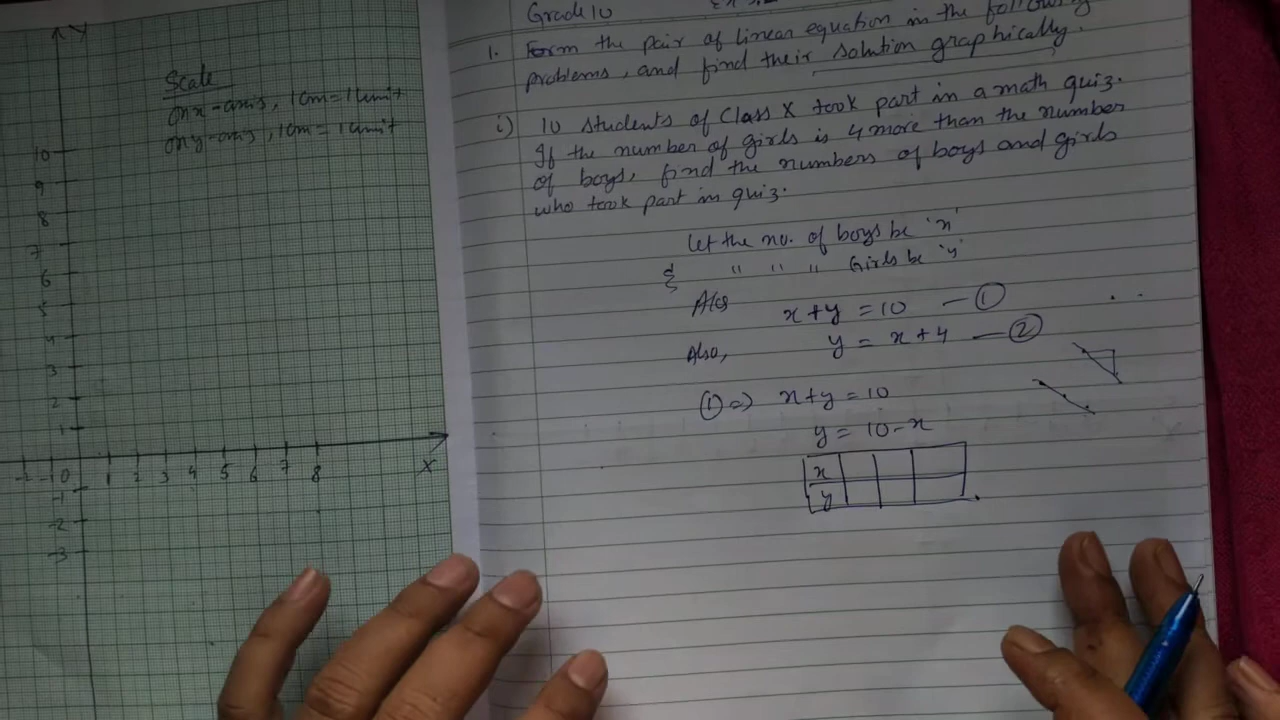 Y
Scale
on x-axis, 1cm = 1 unit
on y-axis, 1cm = 1 unit
10
9
8
7
6
5
4
3
2
1
-2 -1 0 1 2 3 4 5 6 7 8 X
-1
-2
-3
Grade 10
1. Form the pair of linear equation in the following
problems, and find their solution graphically.
i) 10 students of Class X took part in a math quiz.
If the number of girls is 4 more than the number
of boys, find the numbers of boys and girls
who took part in quiz.
Let the no. of boys be 'x'
& " " " Girls be 'y'
x + y = 10 — ①
Also, y = x + 4 — ②
① => x + y = 10
y = 10 - x
x
y